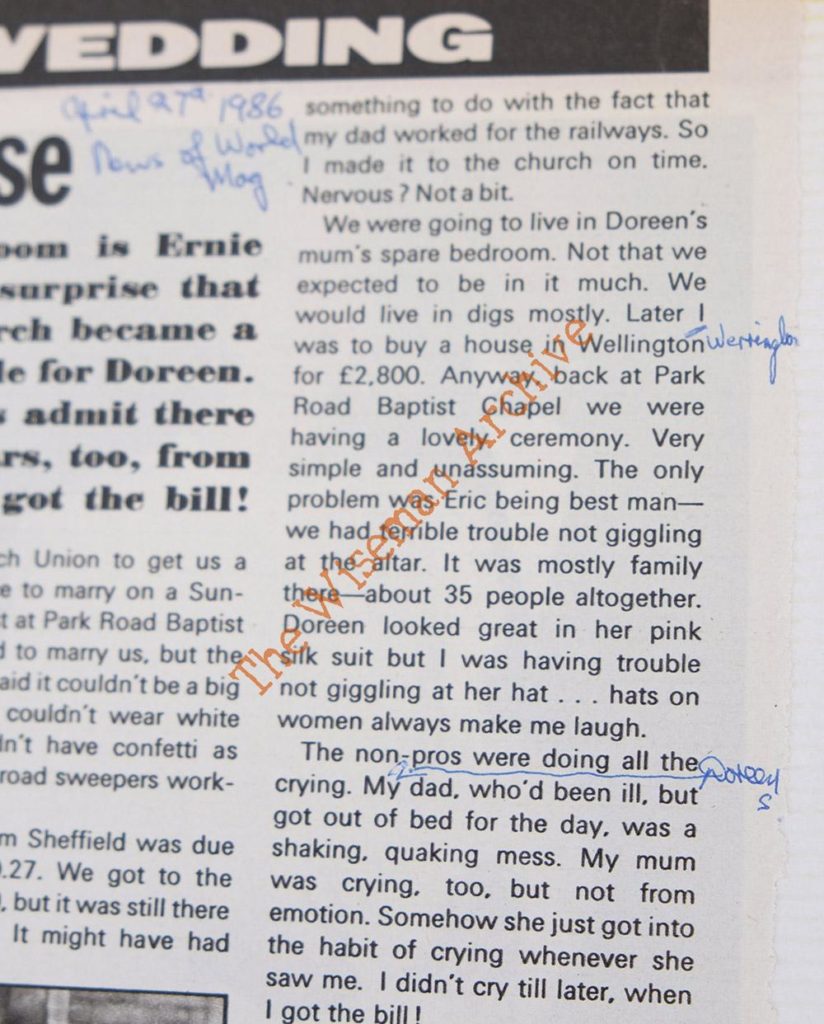 WEDDING
April 27th 1986
News of World
Mag
se
oom is Ernie
surprise that
rch became a
le for Doreen.
s admit there
rs, too, from
got the bill!
ch Union to get us a
e to marry on a Sun-
t at Park Road Baptist
d to marry us, but the
aid it couldn't be a big
couldn't wear white
dn't have confetti as
road sweepers work-
m Sheffield was due
.27. We got to the
, but it was still there
It might have had
something to do with the fact that
my dad worked for the railways. So
I made it to the church on time.
Nervous ? Not a bit.
We were going to live in Doreen's
mum's spare bedroom. Not that we
expected to be in it much. We
would live in digs mostly. Later I
was to buy a house in Wellington
Werrington
for £2,800. Anyway, back at Park
Road Baptist Chapel we were
having a lovely ceremony. Very
simple and unassuming. The only
problem was Eric being best man—
we had terrible trouble not giggling
at the altar. It was mostly family
there—about 35 people altogether.
Doreen looked great in her pink
silk suit but I was having trouble
not giggling at her hat . . . hats on
women always make me laugh.
The non-pros were doing all the
Doreen
s
crying. My dad, who'd been ill, but
got out of bed for the day, was a
shaking, quaking mess. My mum
was crying, too, but not from
emotion. Somehow she just got into
the habit of crying whenever she
saw me. I didn't cry till later, when
I got the bill !
The Wiseman Archive